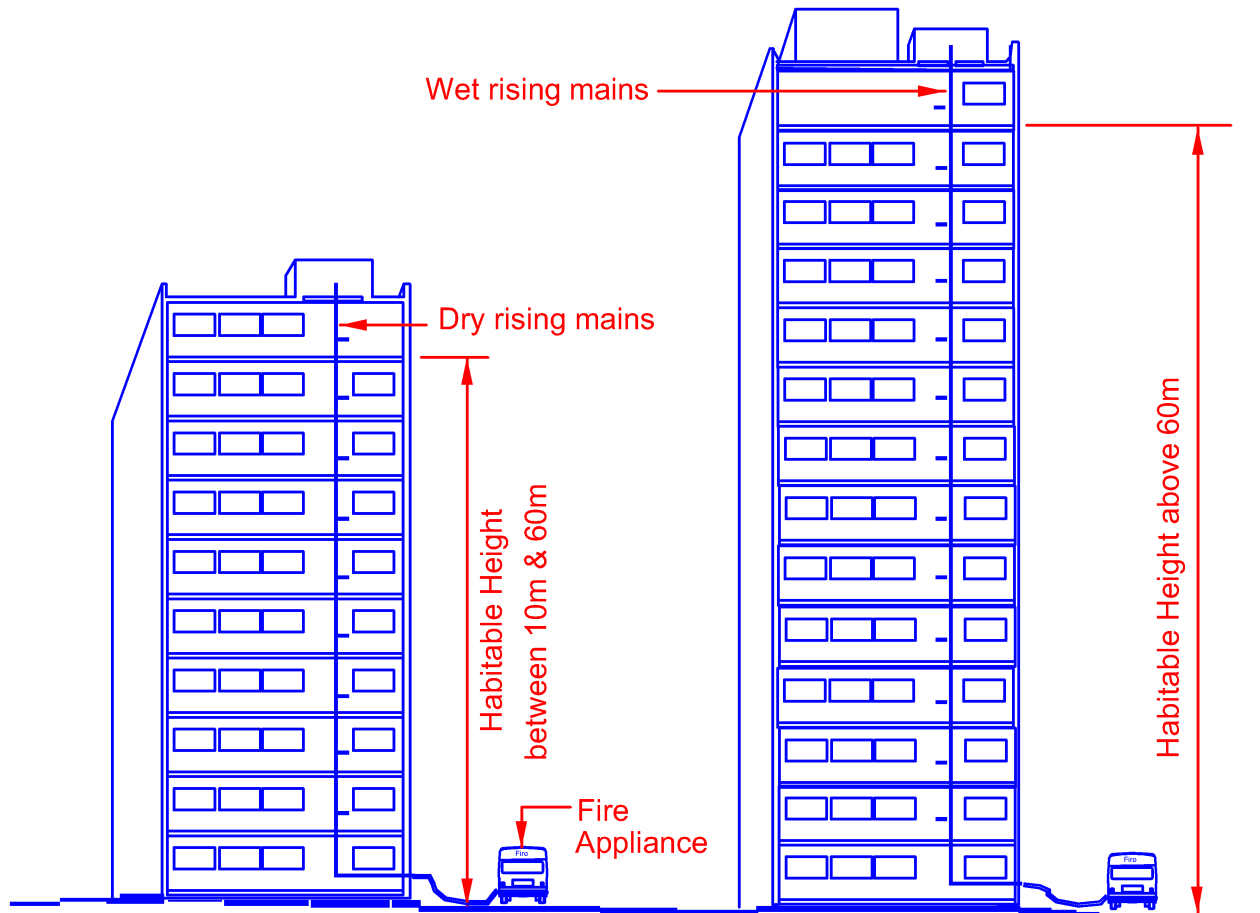 Wet rising mains
Dry rising mains
Habitable Height
between 10m & 60m
Habitable Height above 60m
Fire
Appliance
Fire
Fire